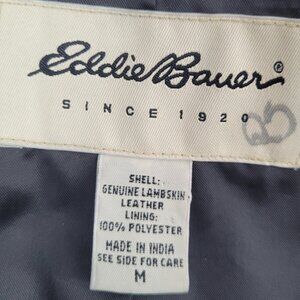 Eddie Bauer®
SINCE 1920
SHELL:
GENUINE LAMBSKIN
LEATHER
LINING:
100% POLYESTER
MADE IN INDIA
SEE SIDE FOR CARE
M